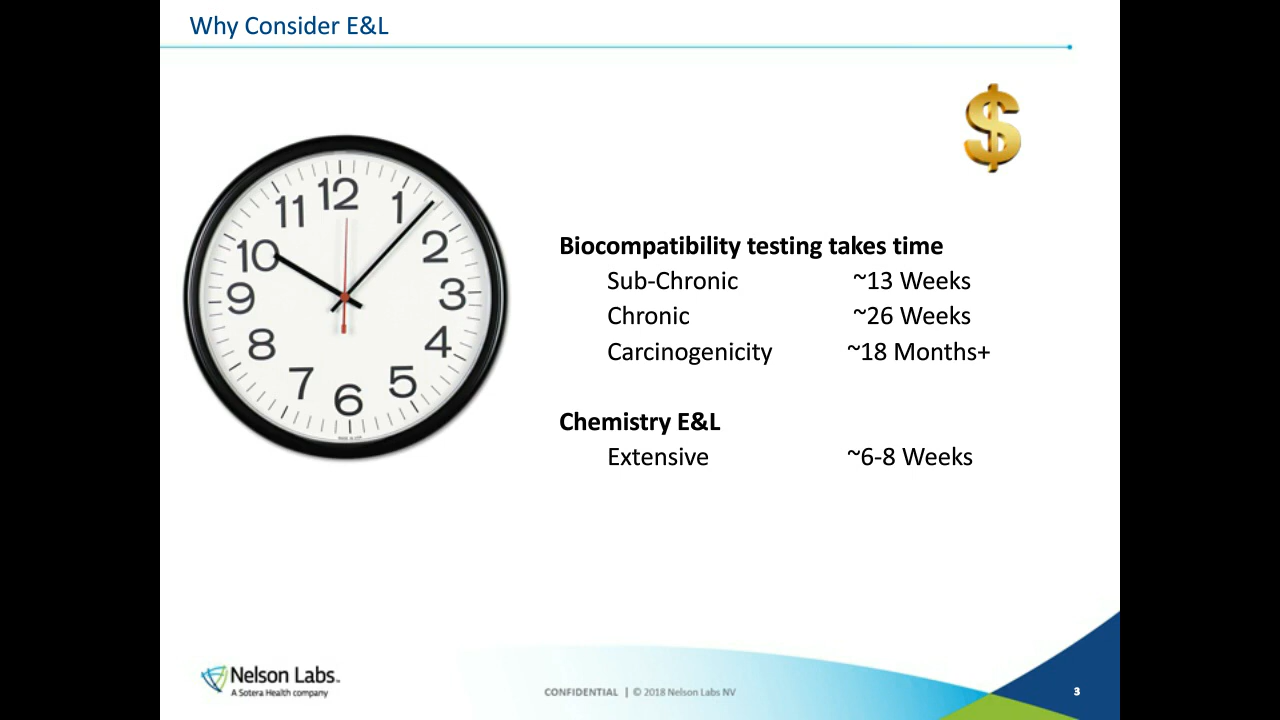 Why Consider E&L
$
12
11
1
10
2
9
3
8
4
7
5
6
Biocompatibility testing takes time
Sub-Chronic ~13 Weeks
Chronic ~26 Weeks
Carcinogenicity ~18 Months+
Chemistry E&L
Extensive ~6-8 Weeks
Nelson Labs™
A Sotera Health company
CONFIDENTIAL | © 2018 Nelson Labs NV
3